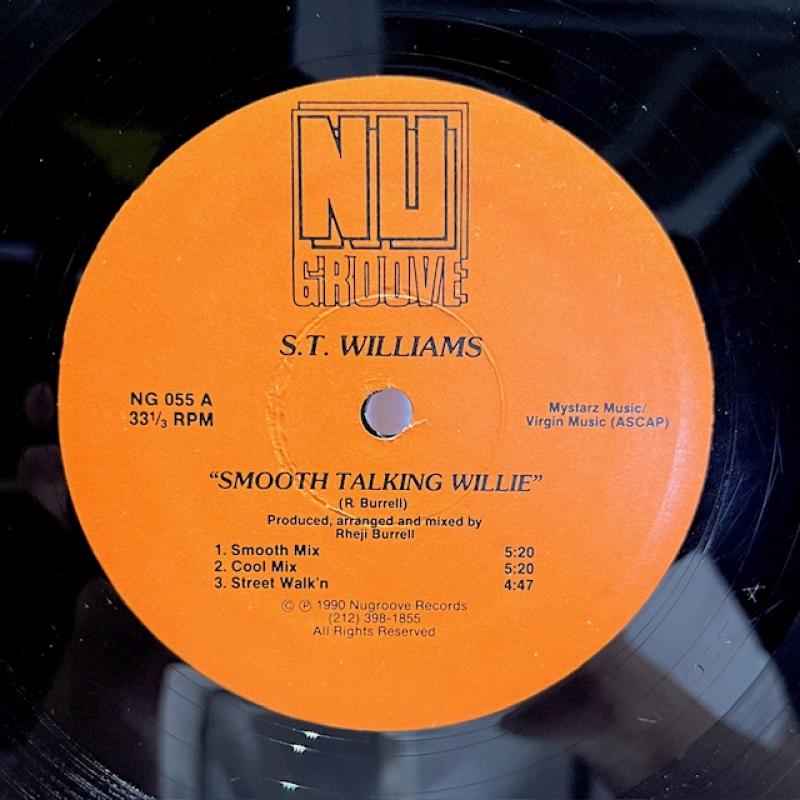 NU
GROOVE
S.T. WILLIAMS
NG 055 A
33⅓ RPM
Mystarz Music/
Virgin Music (ASCAP)
“SMOOTH TALKING WILLIE”
(R. Burrell)
Produced, arranged and mixed by
Rheji Burrell
1. Smooth Mix 5:20
2. Cool Mix 5:20
3. Street Walk'n 4:47
© ℗ 1990 Nugroove Records
(212) 398-1855
All Rights Reserved